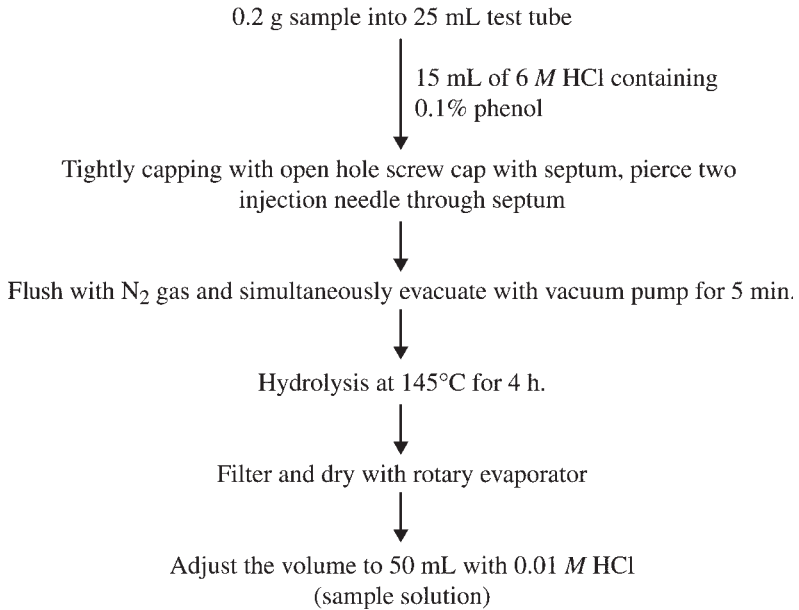 0.2 g sample into 25 mL test tube
15 mL of 6 M HCl containing
0.1% phenol
Tightly capping with open hole screw cap with septum, pierce two
injection needle through septum
Flush with N2 gas and simultaneously evacuate with vacuum pump for 5 min.
Hydrolysis at 145°C for 4 h.
Filter and dry with rotary evaporator
Adjust the volume to 50 mL with 0.01 M HCl
(sample solution)